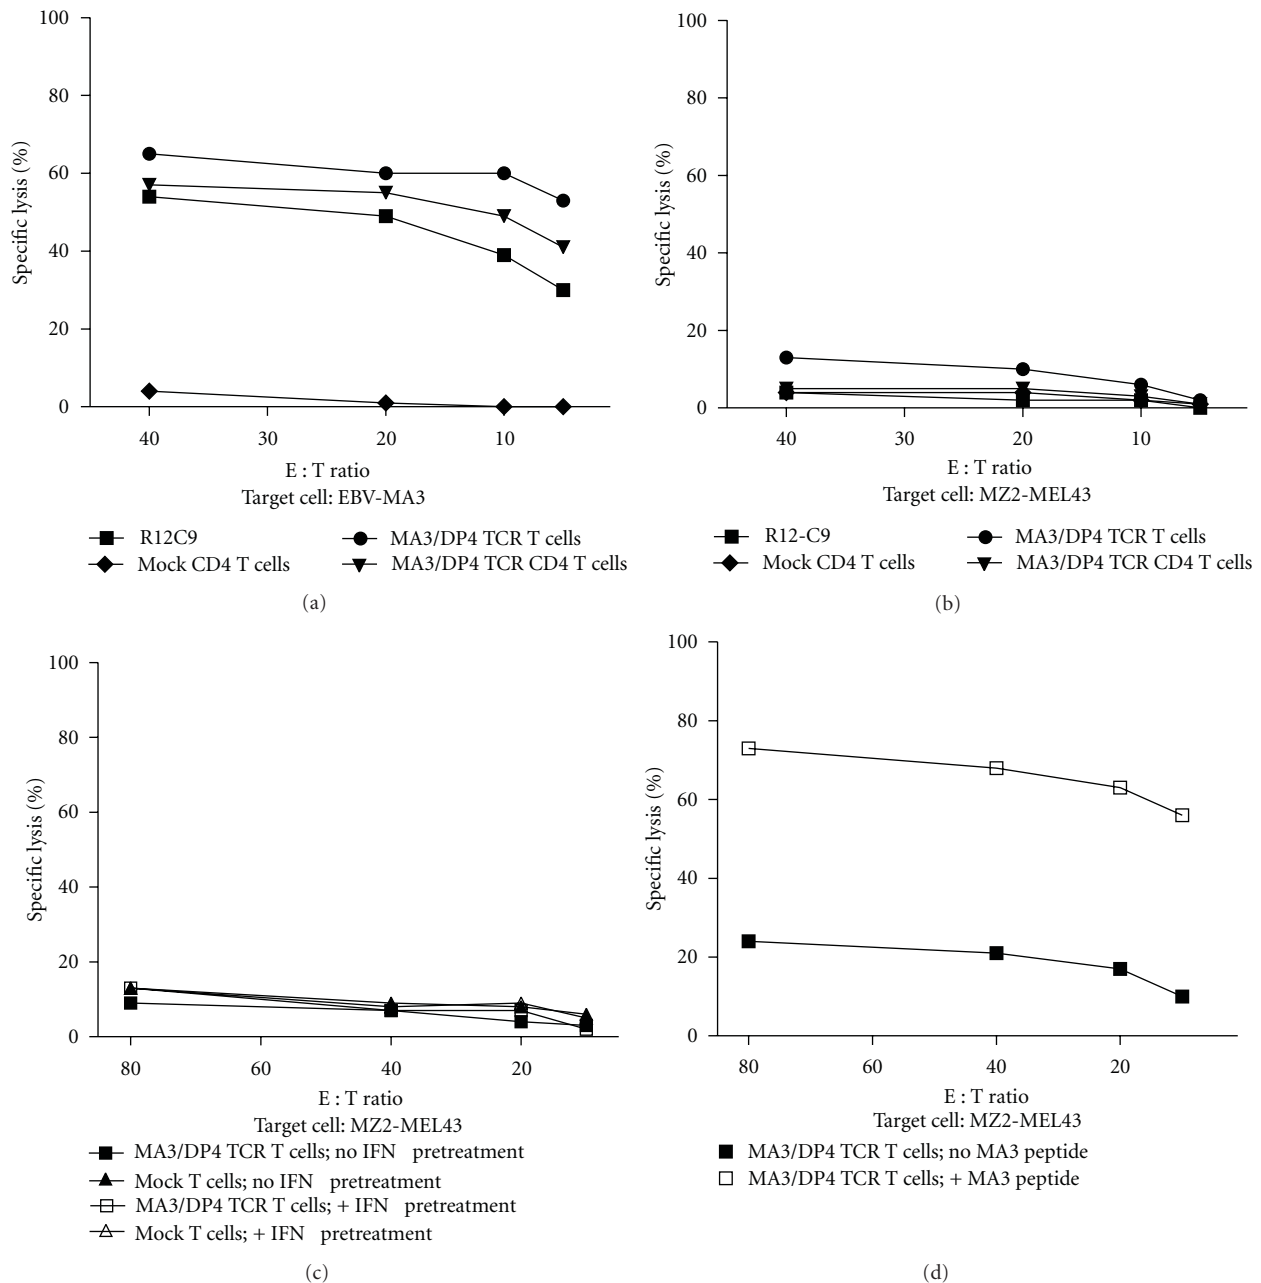 100
80
60
40
20
0
Specific lysis (%)
40 30 20 10
E : T ratio
Target cell: EBV-MA3
R12C9
Mock CD4 T cells
MA3/DP4 TCR T cells
MA3/DP4 TCR CD4 T cells
(a)
100
80
60
40
20
0
Specific lysis (%)
40 30 20 10
E : T ratio
Target cell: MZ2-MEL43
R12-C9
Mock CD4 T cells
MA3/DP4 TCR T cells
MA3/DP4 TCR CD4 T cells
(b)
100
80
60
40
20
0
Specific lysis (%)
80 60 40 20
E : T ratio
Target cell: MZ2-MEL43
MA3/DP4 TCR T cells; no IFN pretreatment
Mock T cells; no IFN pretreatment
MA3/DP4 TCR T cells; + IFN pretreatment
Mock T cells; + IFN pretreatment
(c)
100
80
60
40
20
0
Specific lysis (%)
80 60 40 20
E : T ratio
Target cell: MZ2-MEL43
MA3/DP4 TCR T cells; no MA3 peptide
MA3/DP4 TCR T cells; + MA3 peptide
(d)